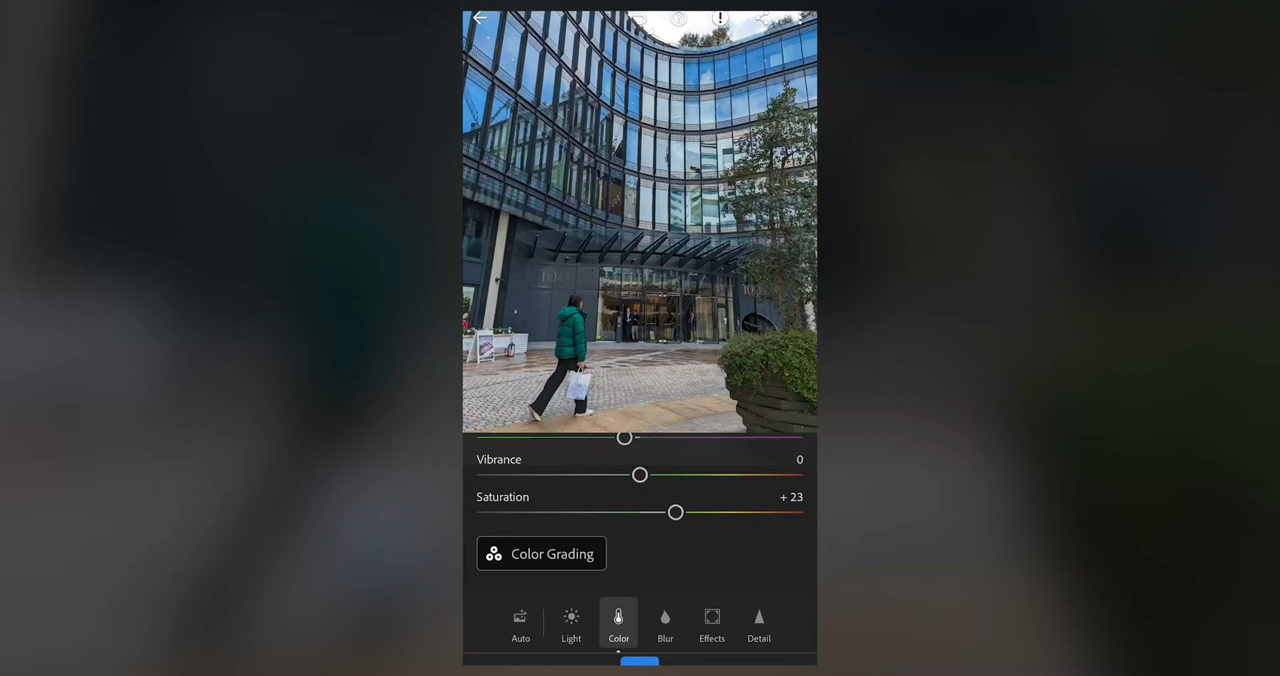 Vibrance 0
Saturation + 23
Color Grading
Auto Light Color Blur Effects Detail